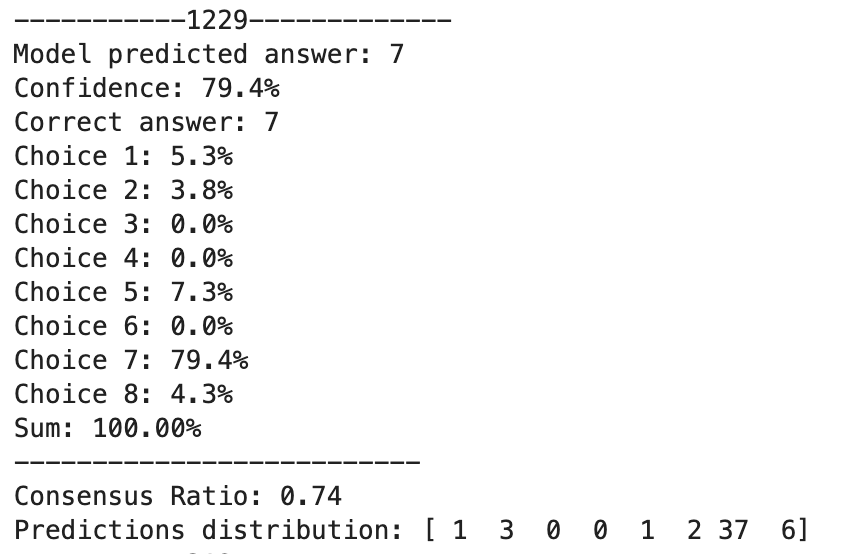 -----------1229-------------
Model predicted answer: 7
Confidence: 79.4%
Correct answer: 7
Choice 1: 5.3%
Choice 2: 3.8%
Choice 3: 0.0%
Choice 4: 0.0%
Choice 5: 7.3%
Choice 6: 0.0%
Choice 7: 79.4%
Choice 8: 4.3%
Sum: 100.00%
--------------------------
Consensus Ratio: 0.74
Predictions distribution: [ 1  3  0  0  1  2 37  6]